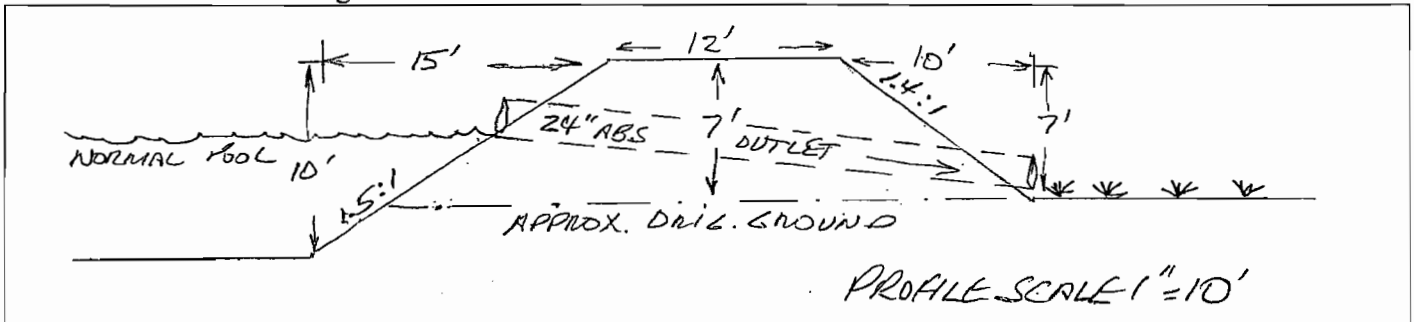 12'
15'
10'
1.4:1
24" ABS
7'
OUTLET
7'
NORMAL POOL
10'
1.5:1
APPROX. ORIG. GROUND
PROFILE SCALE 1"=10'